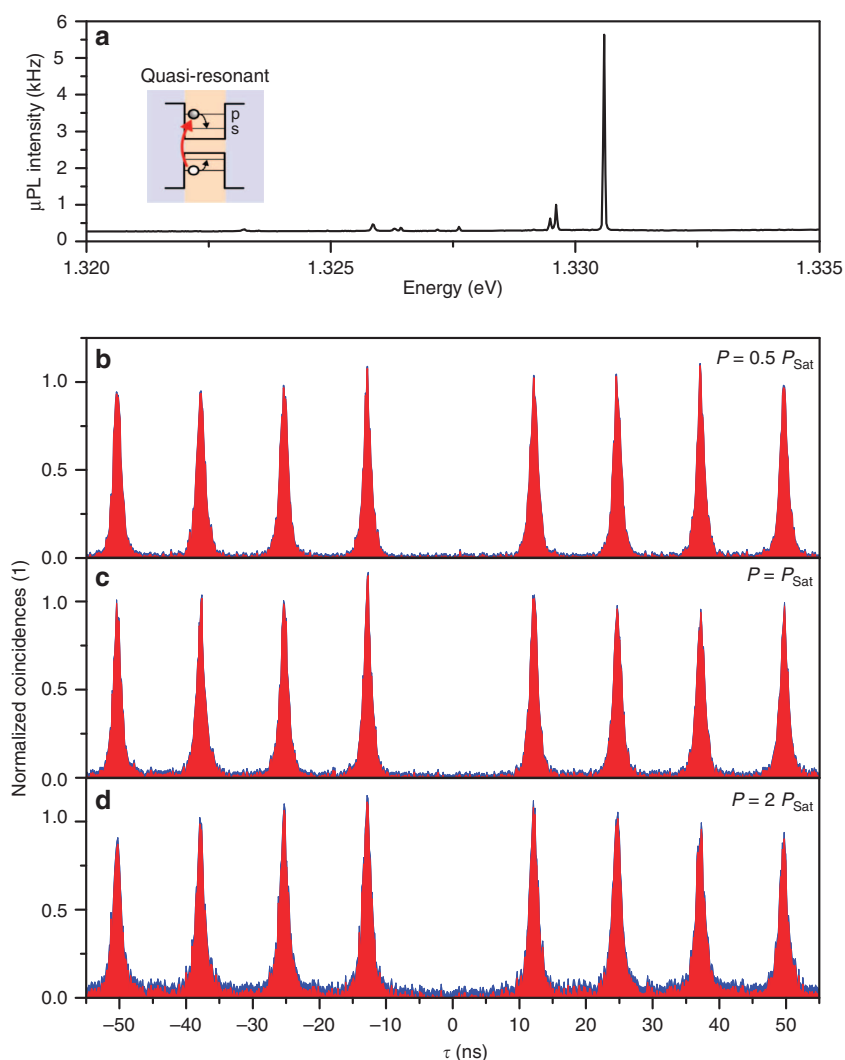 a
Quasi-resonant
p
s
6
5
4
3
2
1
0
μPL intensity (kHz)
1.320
1.325
1.330
1.335
Energy (eV)
b
P = 0.5 P_Sat
1.0
0.5
0.0
c
P = P_Sat
1.0
0.5
0.0
d
P = 2 P_Sat
1.0
0.5
0.0
Normalized coincidences (1)
−50
−40
−30
−20
−10
0
10
20
30
40
50
τ (ns)